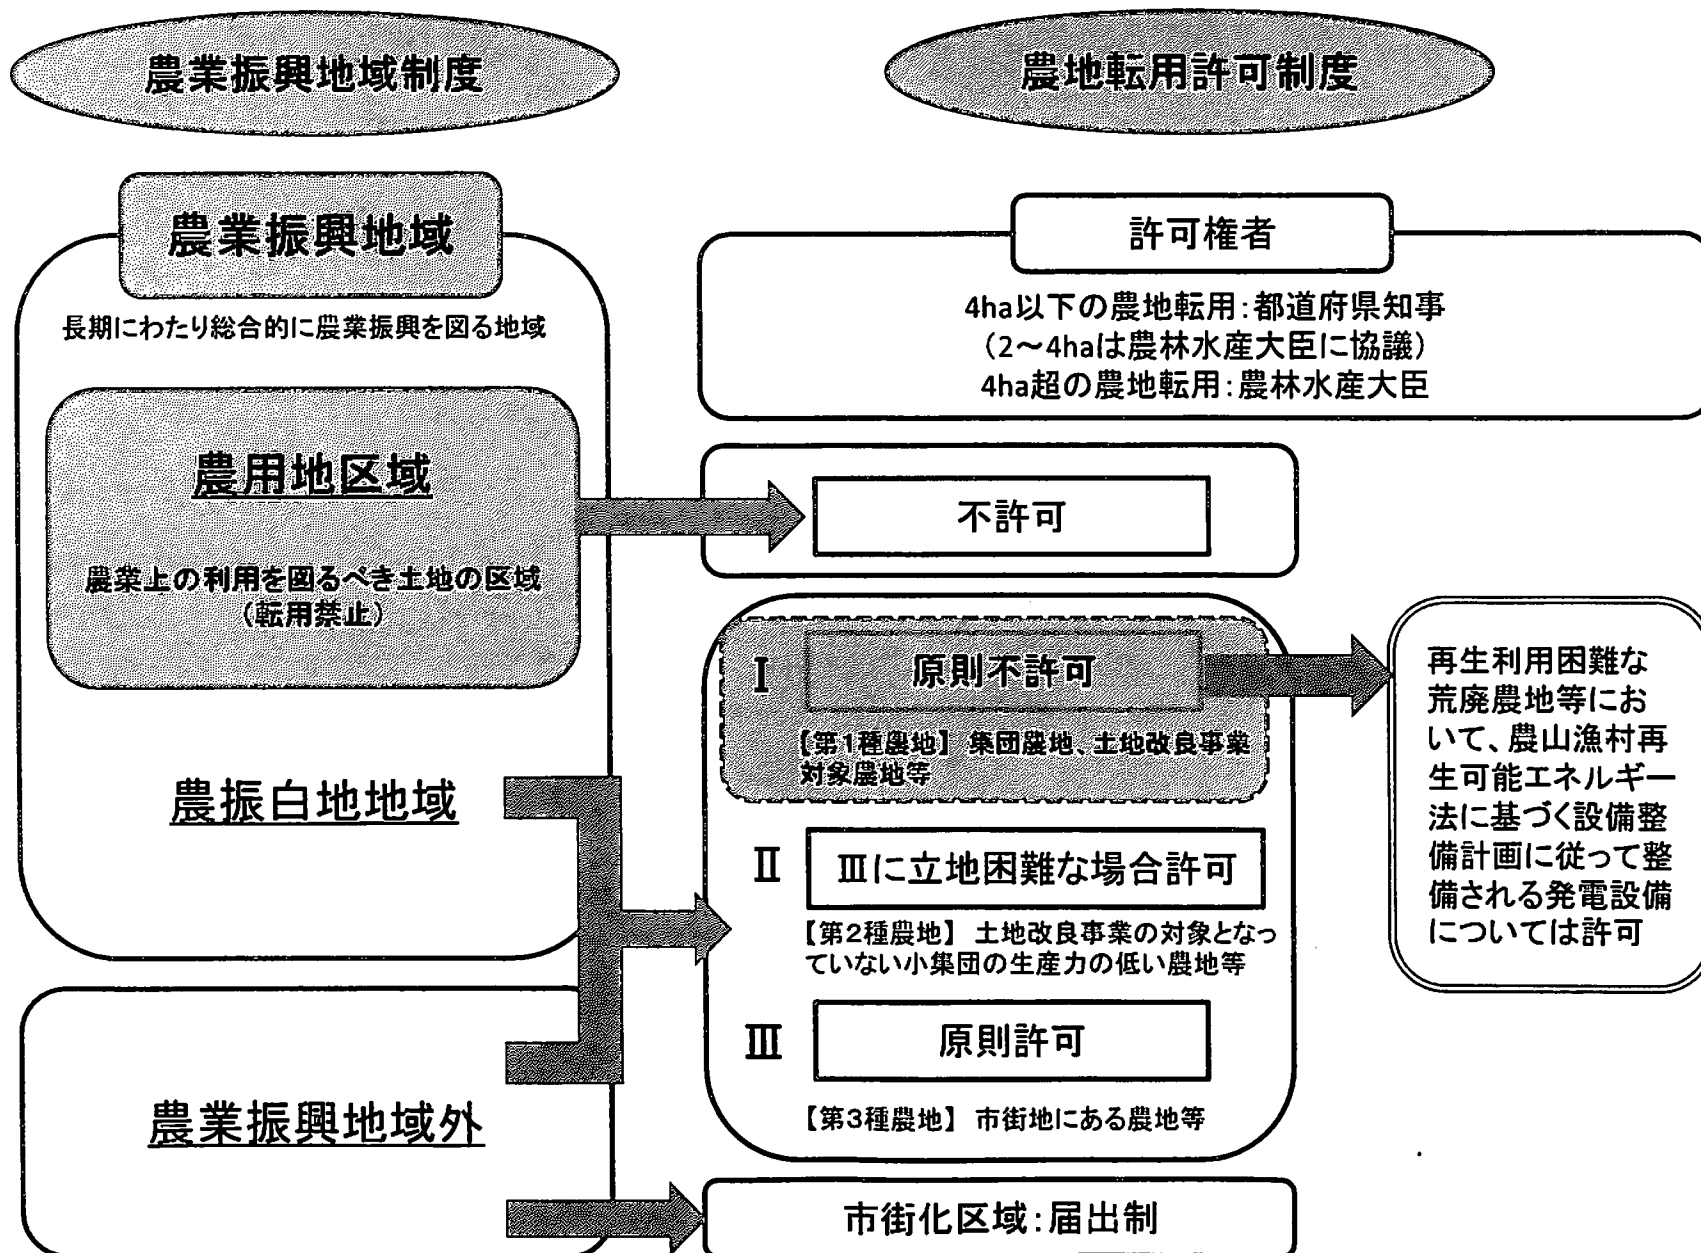 農業振興地域制度
農地転用許可制度
農業振興地域
長期にわたり総合的に農業振興を図る地域
農用地区域
農業上の利用を図るべき土地の区域
(転用禁止)
農振白地地域
農業振興地域外
許可権者
4ha以下の農地転用:都道府県知事
(2〜4haは農林水産大臣に協議)
4ha超の農地転用:農林水産大臣
不許可
Ⅰ 原則不許可
【第1種農地】 集団農地、土地改良事業
対象農地等
Ⅱ Ⅲに立地困難な場合許可
【第2種農地】 土地改良事業の対象となっ
ていない小集団の生産力の低い農地等
Ⅲ 原則許可
【第3種農地】 市街地にある農地等
市街化区域:届出制
再生利用困難な
荒廃農地等にお
いて、農山漁村再
生可能エネルギー
法に基づく設備整
備計画に従って整
備される発電設備
については許可